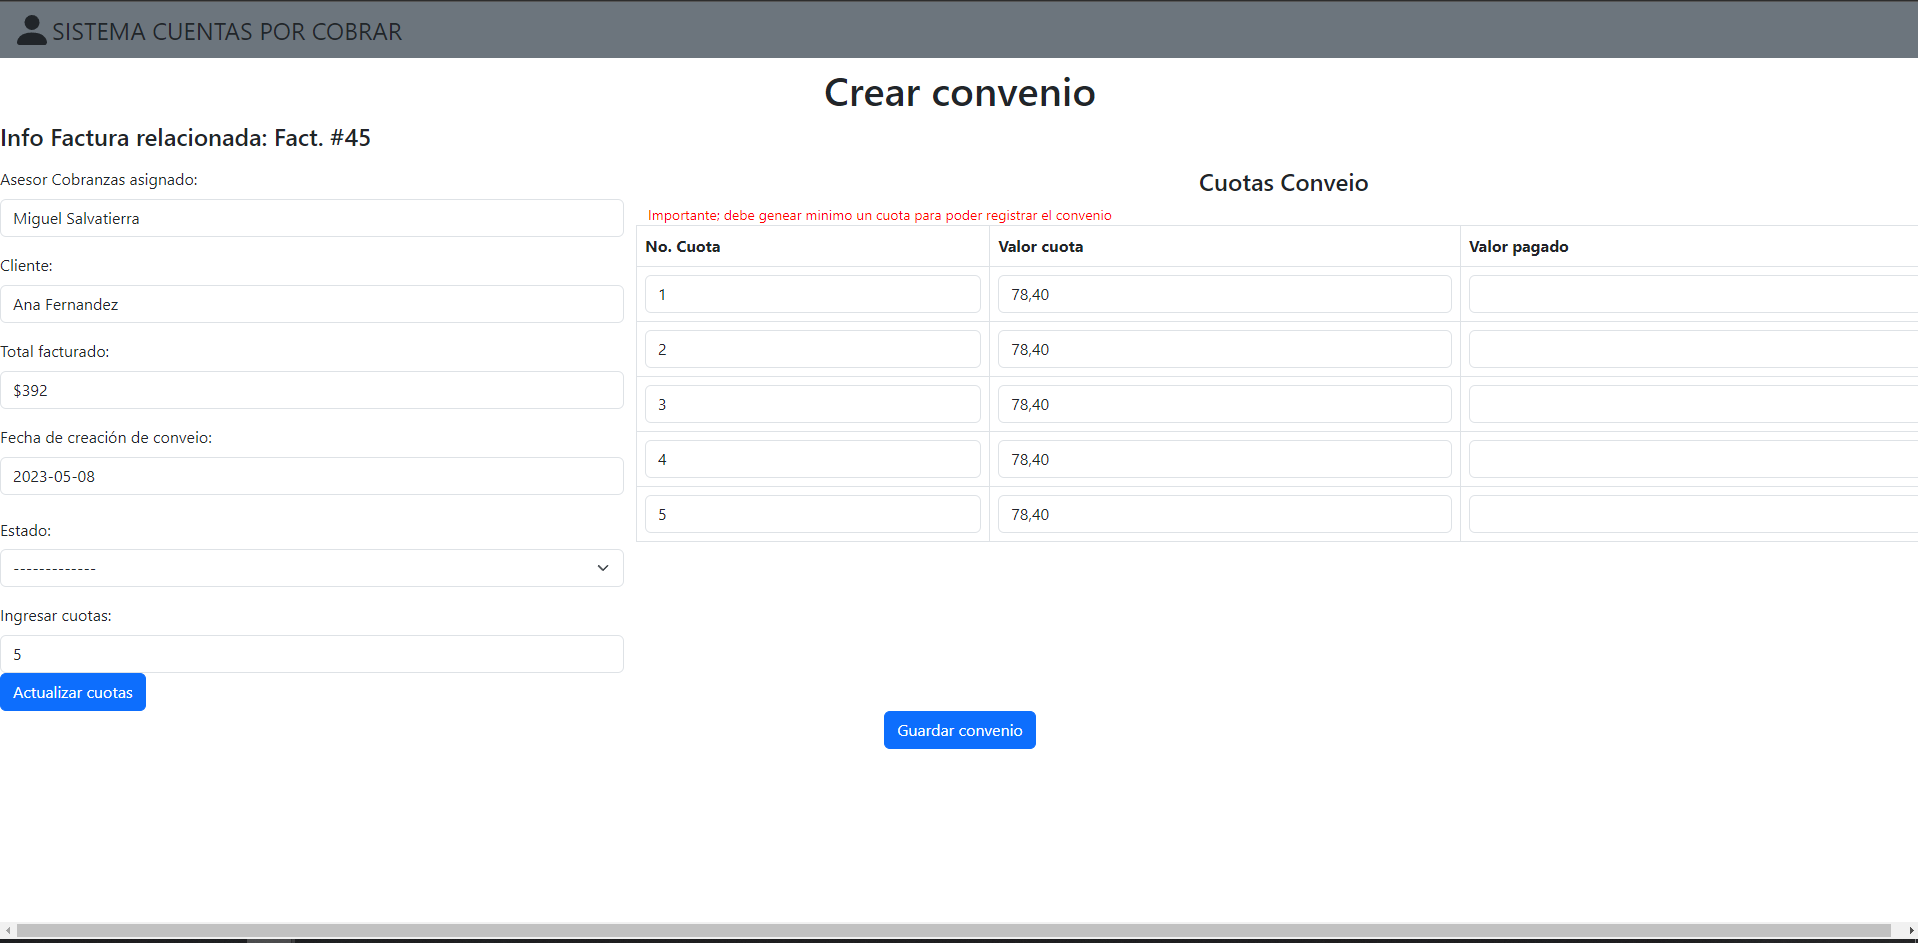 SISTEMA CUENTAS POR COBRAR
Crear convenio
Info Factura relacionada: Fact. #45
Asesor Cobranzas asignado:
Miguel Salvatierra
Cliente:
Ana Fernandez
Total facturado:
$392
Fecha de creación de conveio:
2023-05-08
Estado:
-------------
Ingresar cuotas:
5
Actualizar cuotas
Cuotas Conveio
Importante; debe genear minimo un cuota para poder registrar el convenio
No. Cuota Valor cuota Valor pagado
1 78,40
2 78,40
3 78,40
4 78,40
5 78,40
Guardar convenio